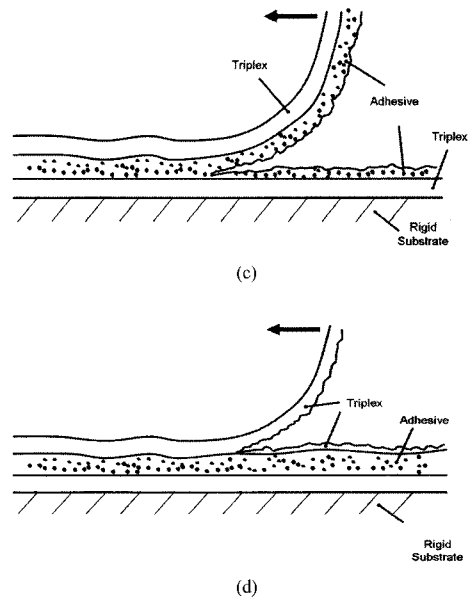 Triplex
Adhesive
Triplex
Rigid
Substrate
(c)
Triplex
Adhesive
Rigid
Substrate
(d)